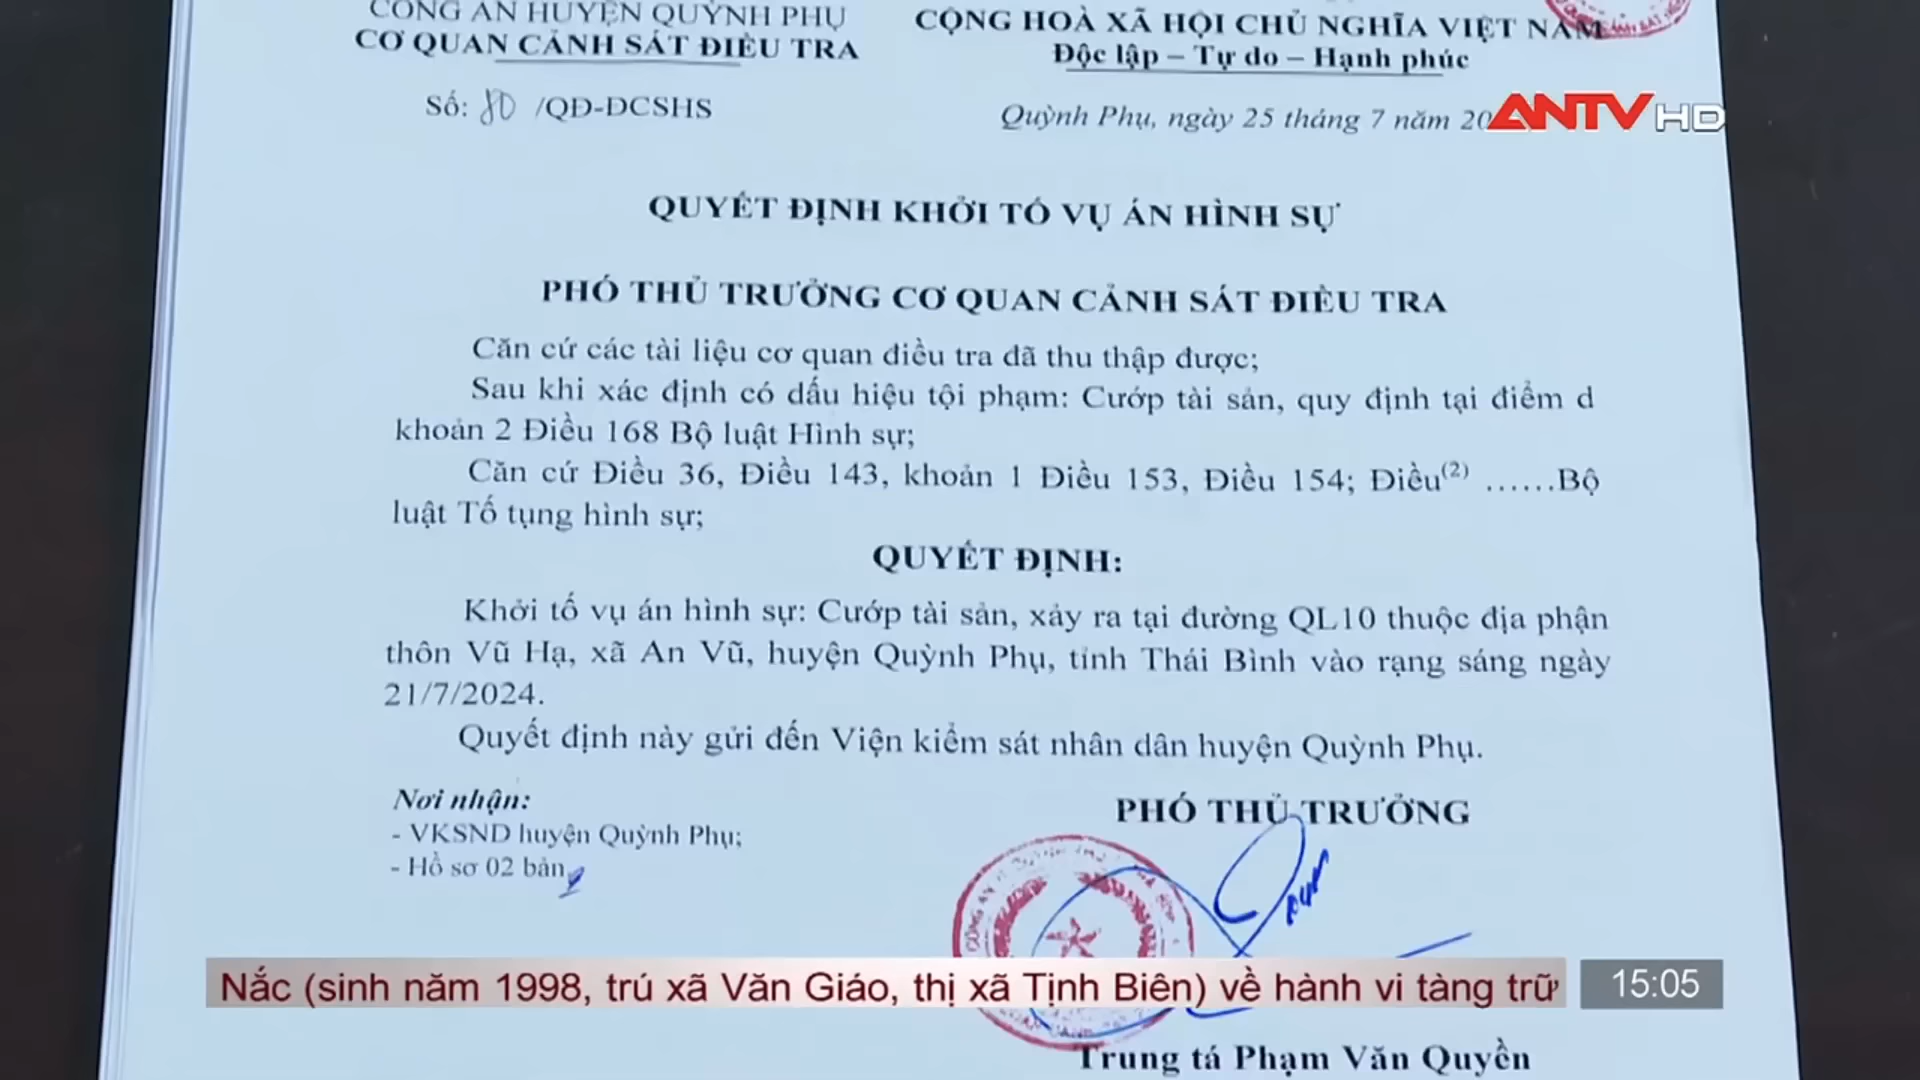 CÔNG AN HUYỆN QUỲNH PHỤ
CƠ QUAN CẢNH SÁT ĐIỀU TRA
CỘNG HOÀ XÃ HỘI CHỦ NGHĨA VIỆT NAM
Độc lập – Tự do – Hạnh phúc
Số: 80 /QĐ-ĐCSHS
Quỳnh Phụ, ngày 25 tháng 7 năm 20
ANTV HD
QUYẾT ĐỊNH KHỞI TỐ VỤ ÁN HÌNH SỰ
PHÓ THỦ TRƯỞNG CƠ QUAN CẢNH SÁT ĐIỀU TRA
Căn cứ các tài liệu cơ quan điều tra đã thu thập được;
Sau khi xác định có dấu hiệu tội phạm: Cướp tài sản, quy định tại điểm d
khoản 2 Điều 168 Bộ luật Hình sự;
Căn cứ Điều 36, Điều 143, khoản 1 Điều 153, Điều 154; Điều(2) ......Bộ
luật Tố tụng hình sự;
QUYẾT ĐỊNH:
Khởi tố vụ án hình sự: Cướp tài sản, xảy ra tại đường QL10 thuộc địa phận
thôn Vũ Hạ, xã An Vũ, huyện Quỳnh Phụ, tỉnh Thái Bình vào rạng sáng ngày
21/7/2024.
Quyết định này gửi đến Viện kiểm sát nhân dân huyện Quỳnh Phụ.
Nơi nhận:
- VKSND huyện Quỳnh Phụ;
- Hồ sơ 02 bản
PHÓ THỦ TRƯỞNG
Nắc (sinh năm 1998, trú xã Văn Giáo, thị xã Tịnh Biên) về hành vi tàng trữ
15:05
Trung tá Phạm Văn Quyền